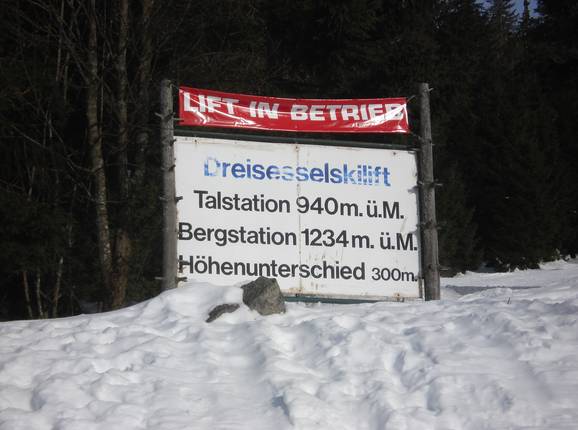 LIFT IN BETRIEB
Dreisesselskilift
Talstation 940m. ü.M.
Bergstation 1234m. ü.M.
Höhenunterschied 300m